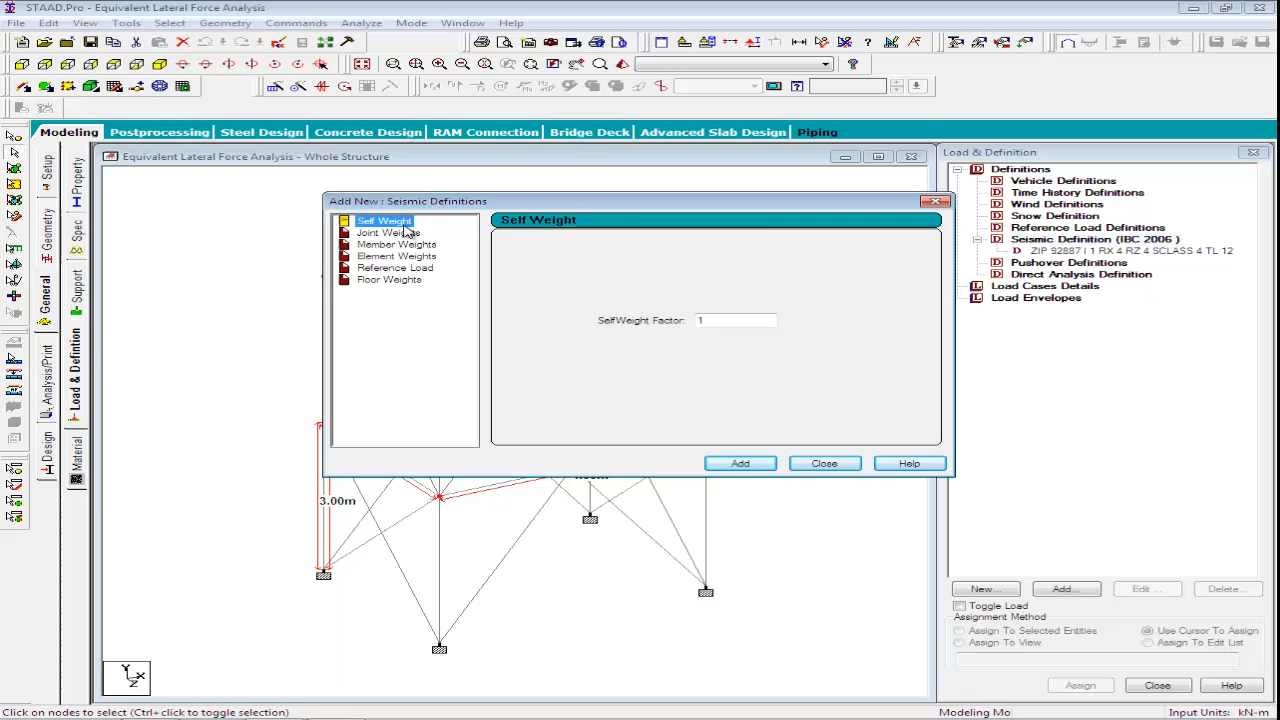 STAAD.Pro - Equivalent Lateral Force Analysis
File Edit View Tools Select Geometry Commands Analyze Mode Window Help
Modeling Postprocessing Steel Design Concrete Design RAM Connection Bridge Deck Advanced Slab Design Piping
Setup
Geometry
General
Analysis/Print
Design
Property
Spec
Support
Load & Definition
Material
Equivalent Lateral Force Analysis - Whole Structure
Add New : Seismic Definitions
Self Weight
Joint Weights
Member Weights
Element Weights
Reference Load
Floor Weights
Self Weight
SelfWeight Factor: 1
Add Close Help
3.00m
Y
X
Z
Load & Definition
Definitions
Vehicle Definitions
Time History Definitions
Wind Definitions
Snow Definition
Reference Load Definitions
Seismic Definition (IBC 2006 )
ZIP 92887 I 1 RX 4 RZ 4 SCLASS 4 TL 12
Pushover Definitions
Direct Analysis Definition
Load Cases Details
Load Envelopes
New... Add... Edit ... Delete...
Toggle Load
Assignment Method
Assign To Selected Entities
Use Cursor To Assign
Assign To View
Assign To Edit List
Assign Close Help
Click on nodes to select (Ctrl+click to toggle selection)
Modeling Mo
Input Units: kN-m